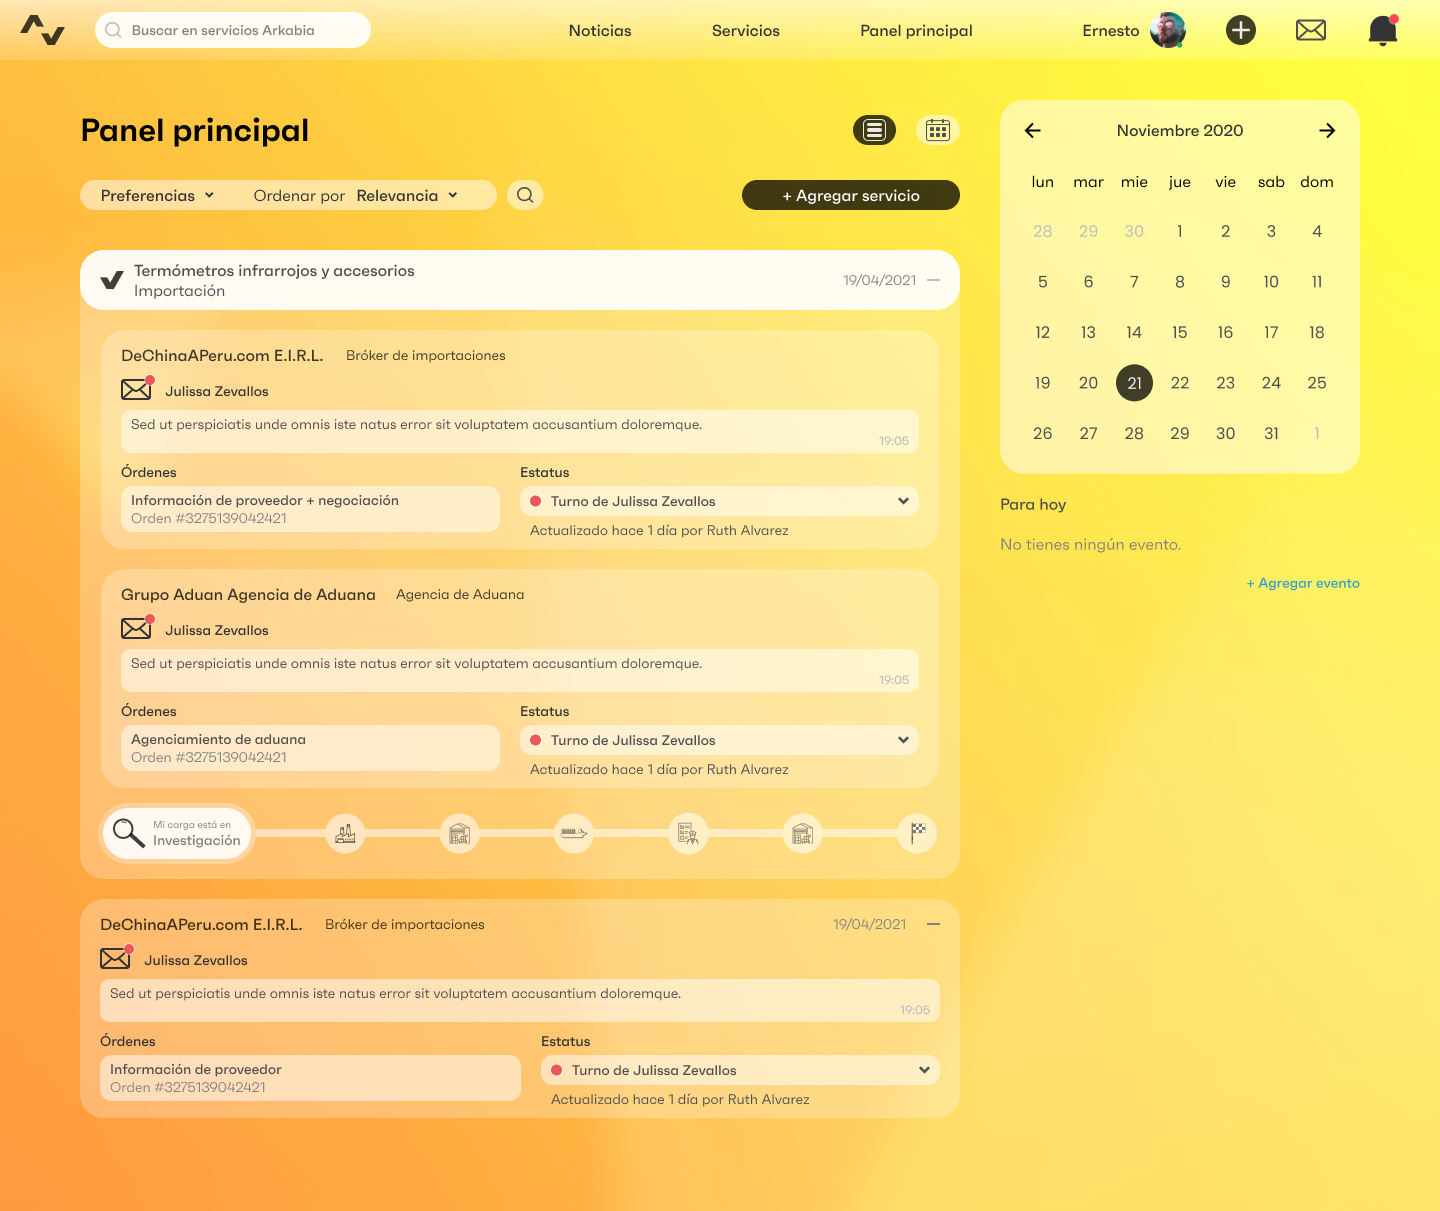 Buscar en servicios Arkabia
Noticias
Servicios
Panel principal
Ernesto
Panel principal
Preferencias
Ordenar por Relevancia
+ Agregar servicio
Termómetros infrarrojos y accesorios
Importación
19/04/2021
DeChinaAPeru.com E.I.R.L.
Bróker de importaciones
Julissa Zevallos
Sed ut perspiciatis unde omnis iste natus error sit voluptatem accusantium doloremque.
19:05
Órdenes
Información de proveedor + negociación
Orden #3275139042421
Estatus
Turno de Julissa Zevallos
Actualizado hace 1 día por Ruth Alvarez
Grupo Aduan Agencia de Aduana
Agencia de Aduana
Julissa Zevallos
Sed ut perspiciatis unde omnis iste natus error sit voluptatem accusantium doloremque.
19:05
Órdenes
Agenciamiento de aduana
Orden #3275139042421
Estatus
Turno de Julissa Zevallos
Actualizado hace 1 día por Ruth Alvarez
Mi carga está en
Investigación
DeChinaAPeru.com E.I.R.L.
Bróker de importaciones
19/04/2021
Julissa Zevallos
Sed ut perspiciatis unde omnis iste natus error sit voluptatem accusantium doloremque.
19:05
Órdenes
Información de proveedor
Orden #3275139042421
Estatus
Turno de Julissa Zevallos
Actualizado hace 1 día por Ruth Alvarez
Noviembre 2020
lun mar mie jue vie sab dom
28 29 30 1 2 3 4
5 6 7 8 9 10 11
12 13 14 15 16 17 18
19 20 21 22 23 24 25
26 27 28 29 30 31 1
Para hoy
No tienes ningún evento.
+ Agregar evento